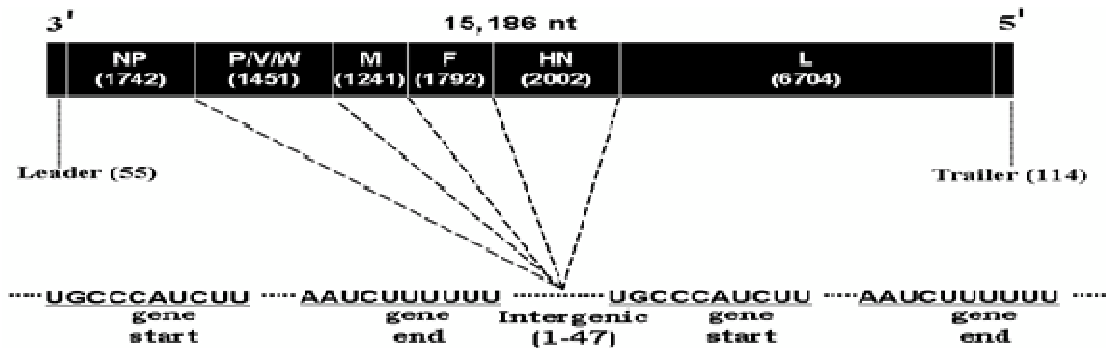 3' 15,186 nt 5'
NP P/V/W M F HN L
(1742) (1451) (1241) (1792) (2002) (6704)
Leader (55) Trailer (114)
UGCCCAUCUU AAUCUUUUUU UGCCCAUCUU AAUCUUUUUU
gene gene Intergenic gene gene
start end (1-47) start end